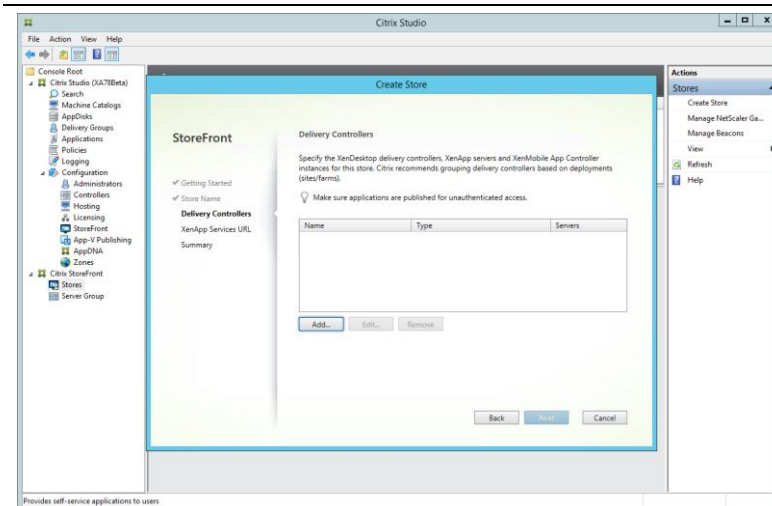 Citrix Studio
File Action View Help
Console Root
Citrix Studio (XA78Beta)
Search
Machine Catalogs
AppDisks
Delivery Groups
Applications
Policies
Logging
Configuration
Administrators
Controllers
Hosting
Licensing
StoreFront
App-V Publishing
AppDNA
Zones
Citrix StoreFront
Stores
Server Group
Create Store
StoreFront
Getting Started
Store Name
Delivery Controllers
XenApp Services URL
Summary
Delivery Controllers
Specify the XenDesktop delivery controllers, XenApp servers and XenMobile App Controller
instances for this store. Citrix recommends grouping delivery controllers based on deployments
(sites/farms).
Make sure applications are published for unauthenticated access.
Name Type Servers
Add... Edit... Remove
Back Next Cancel
Actions
Stores
Create Store
Manage NetScaler Ga...
Manage Beacons
View
Refresh
Help
Provides self-service applications to users